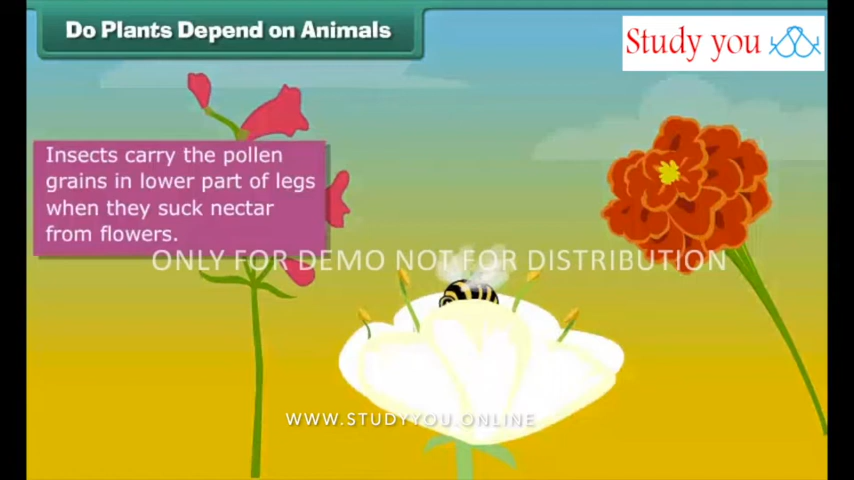 Do Plants Depend on Animals
Study you
Insects carry the pollen
grains in lower part of legs
when they suck nectar
from flowers.
ONLY FOR DEMO NOT FOR DISTRIBUTION
WWW.STUDYYOU.ONLINE